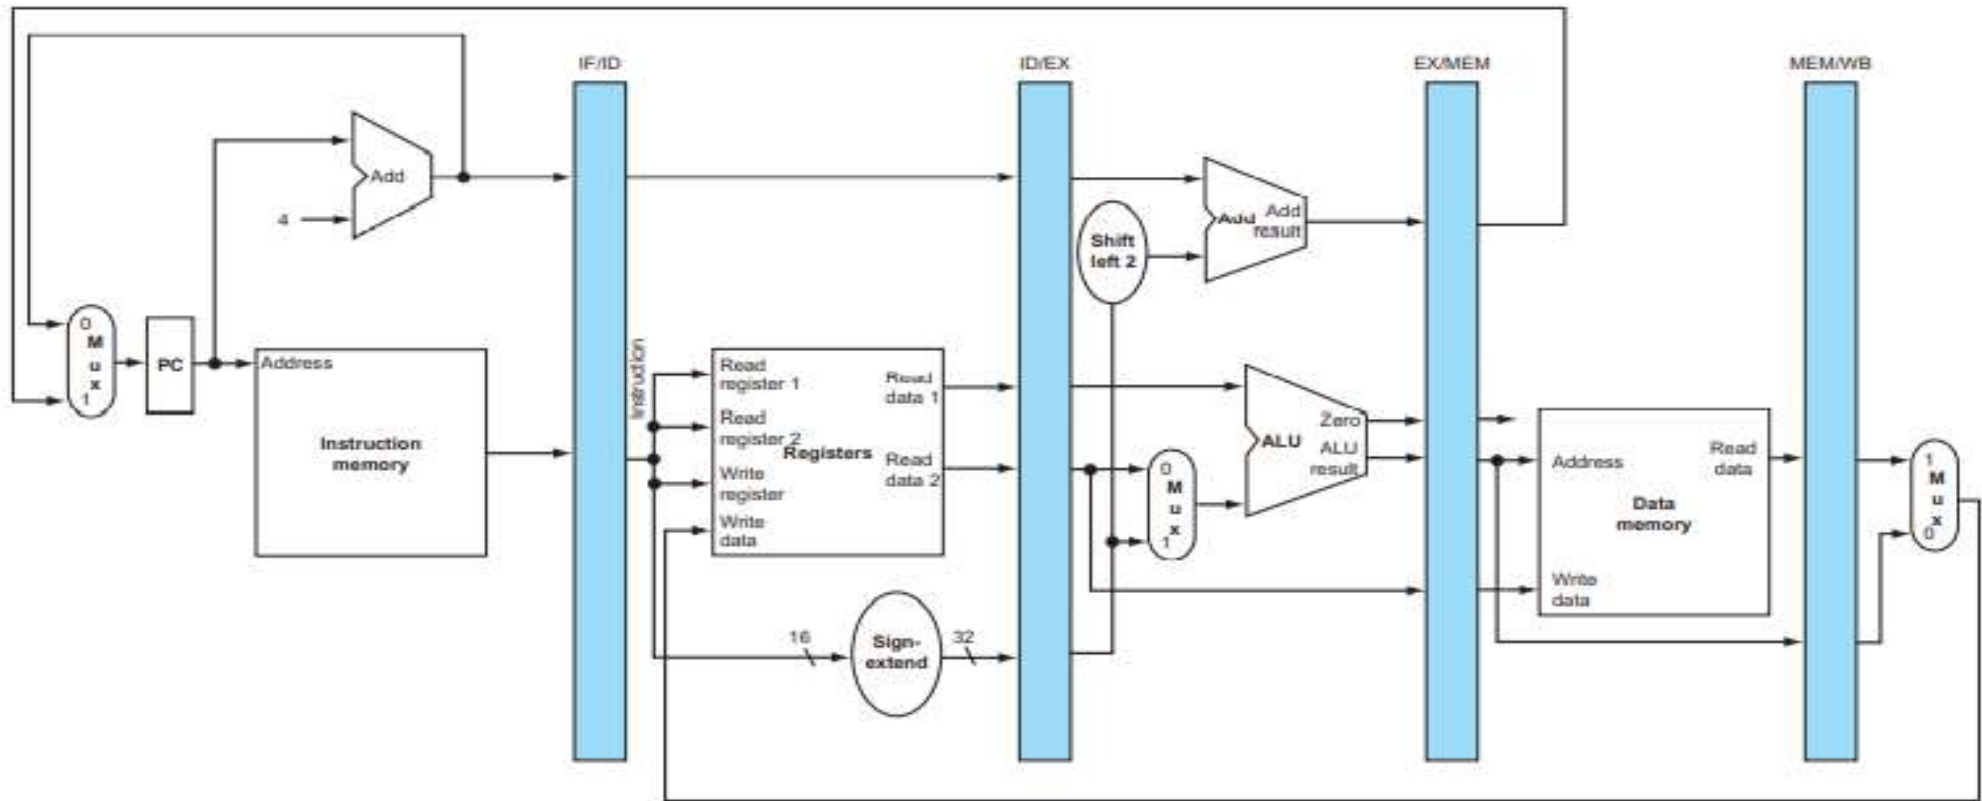 IF/ID
ID/EX
EX/MEM
MEM/WB
Add
4
Shift
left 2
Add
Add
result
0
M
u
x
1
PC
Address
Instruction
memory
Instruction
Read
register 1
Read
register 2
Write
register
Write
data
Registers
Read
data 1
Read
data 2
16
Sign-
extend
32
0
M
u
x
1
Zero
ALU
ALU
result
Address
Read
data
Data
memory
Write
data
1
M
u
x
0